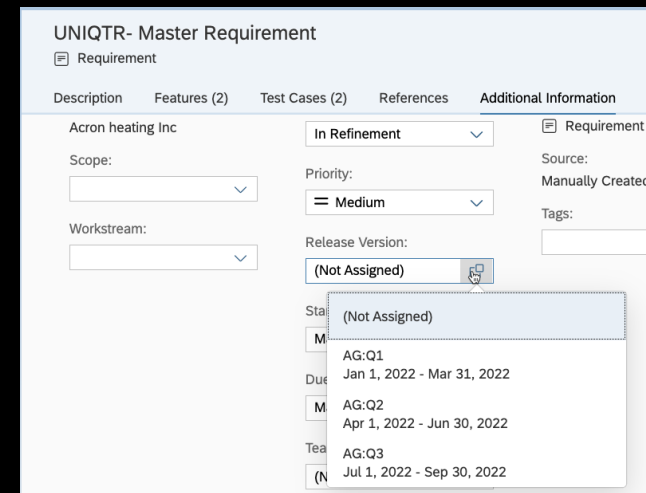 UNIQTR- Master Requirement
Requirement
Description Features (2) Test Cases (2) References Additional Information
Acron heating Inc
In Refinement
Requirement
Scope:
Priority:
Source:
Medium
Manually Created
Workstream:
Tags:
Release Version:
(Not Assigned)
(Not Assigned)
AG:Q1
Jan 1, 2022 - Mar 31, 2022
AG:Q2
Apr 1, 2022 - Jun 30, 2022
AG:Q3
Jul 1, 2022 - Sep 30, 2022